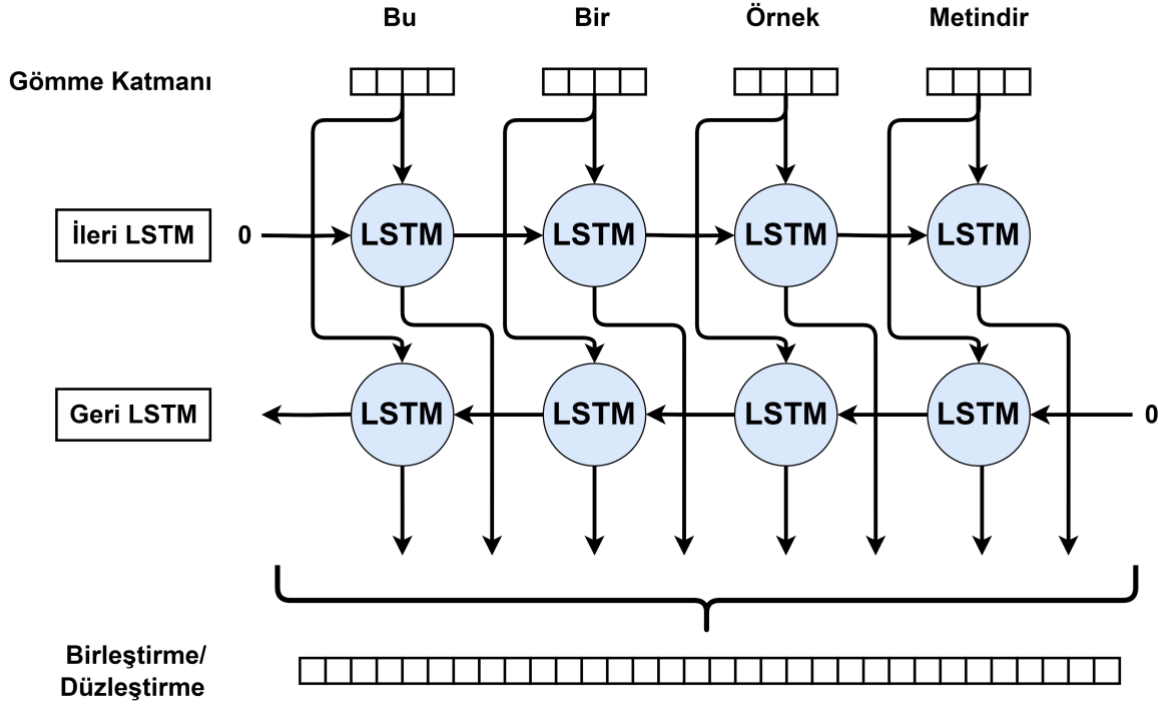 Bu Bir Örnek Metindir
Gömme Katmanı
İleri LSTM 0 LSTM LSTM LSTM LSTM
Geri LSTM LSTM LSTM LSTM LSTM 0
Birleştirme/
Düzleştirme